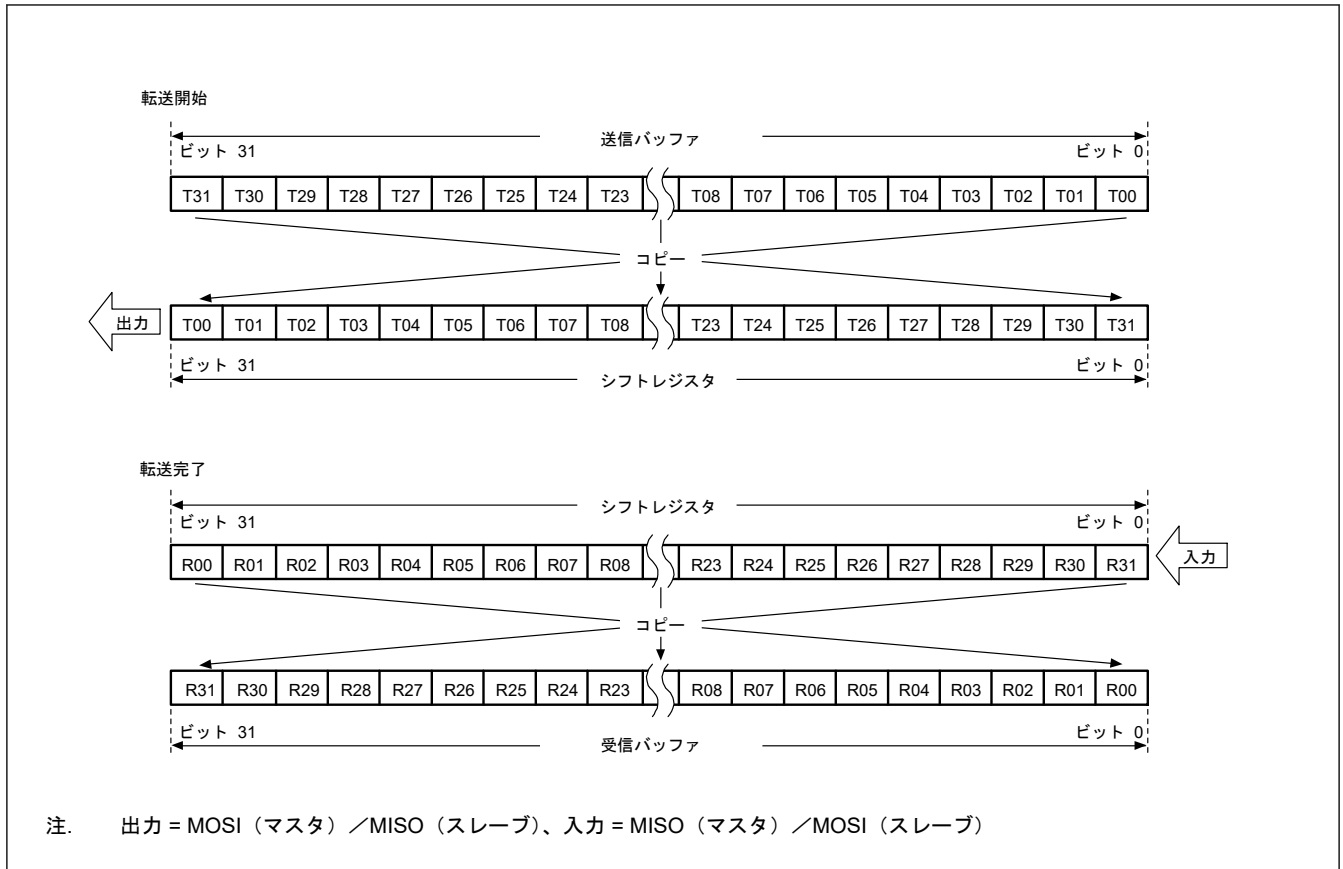 転送開始
送信バッファ
ビット 31 ビット 0
T31 T30 T29 T28 T27 T26 T25 T24 T23 T08 T07 T06 T05 T04 T03 T02 T01 T00
コピー
出力 T00 T01 T02 T03 T04 T05 T06 T07 T08 T23 T24 T25 T26 T27 T28 T29 T30 T31
ビット 31 ビット 0
シフトレジスタ
転送完了
シフトレジスタ
ビット 31 ビット 0
R00 R01 R02 R03 R04 R05 R06 R07 R08 R23 R24 R25 R26 R27 R28 R29 R30 R31 入力
コピー
R31 R30 R29 R28 R27 R26 R25 R24 R23 R08 R07 R06 R05 R04 R03 R02 R01 R00
ビット 31 ビット 0
受信バッファ
注. 出力 = MOSI（マスタ）／MISO（スレーブ）、入力 = MISO（マスタ）／MOSI（スレーブ）